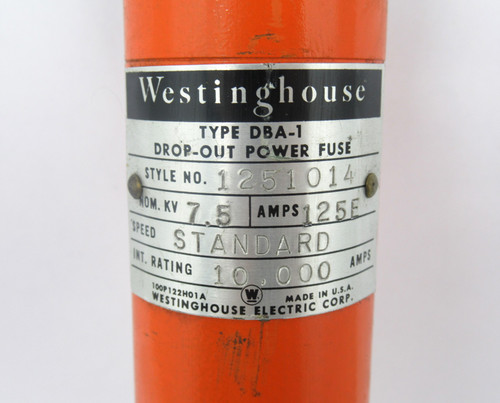 Westinghouse
TYPE DBA-1
DROP-OUT POWER FUSE
STYLE NO. 1251014
NOM. KV 7.5 AMPS 125E
SPEED STANDARD
INT. RATING 10,000 AMPS
100P122H01A W MADE IN U.S.A.
WESTINGHOUSE ELECTRIC CORP.